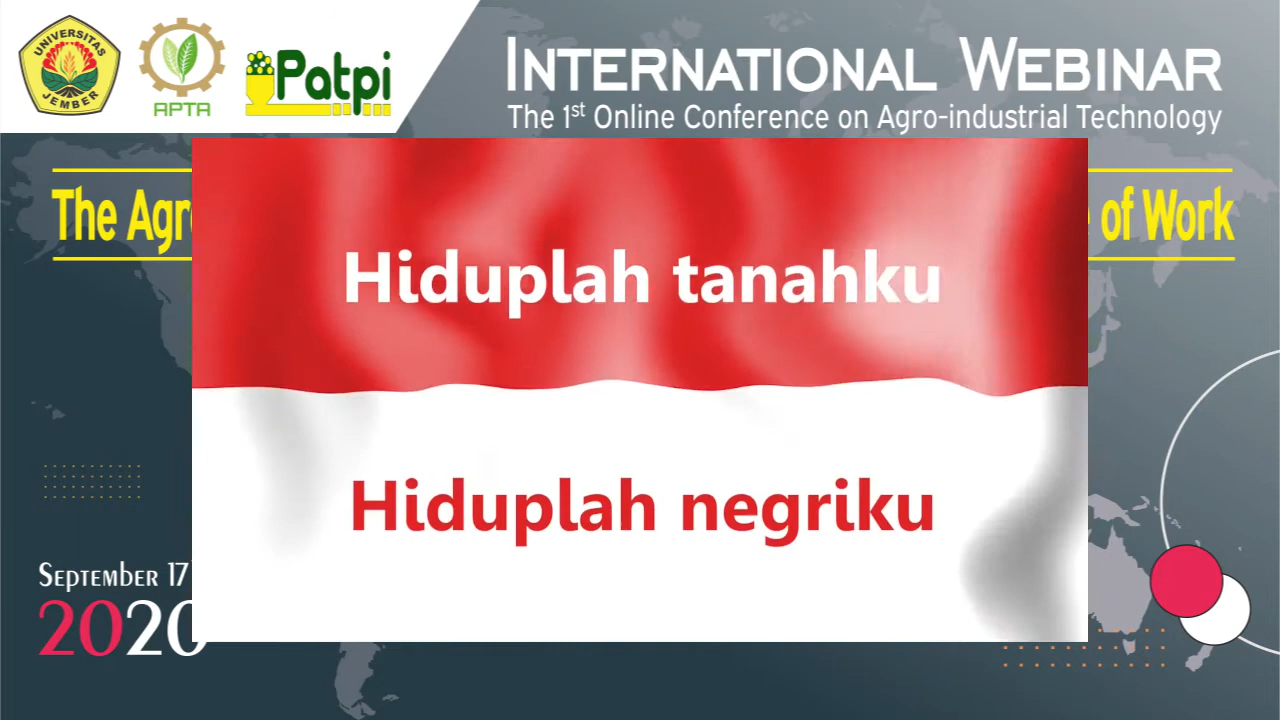 UNIVERSITAS
JEMBER
APTA
Patpi
INTERNATIONAL WEBINAR
The 1st Online Conference on Agro-industrial Technology
The
of Work
Hiduplah tanahku
Hiduplah negriku
SEPTEMBER 17
2020